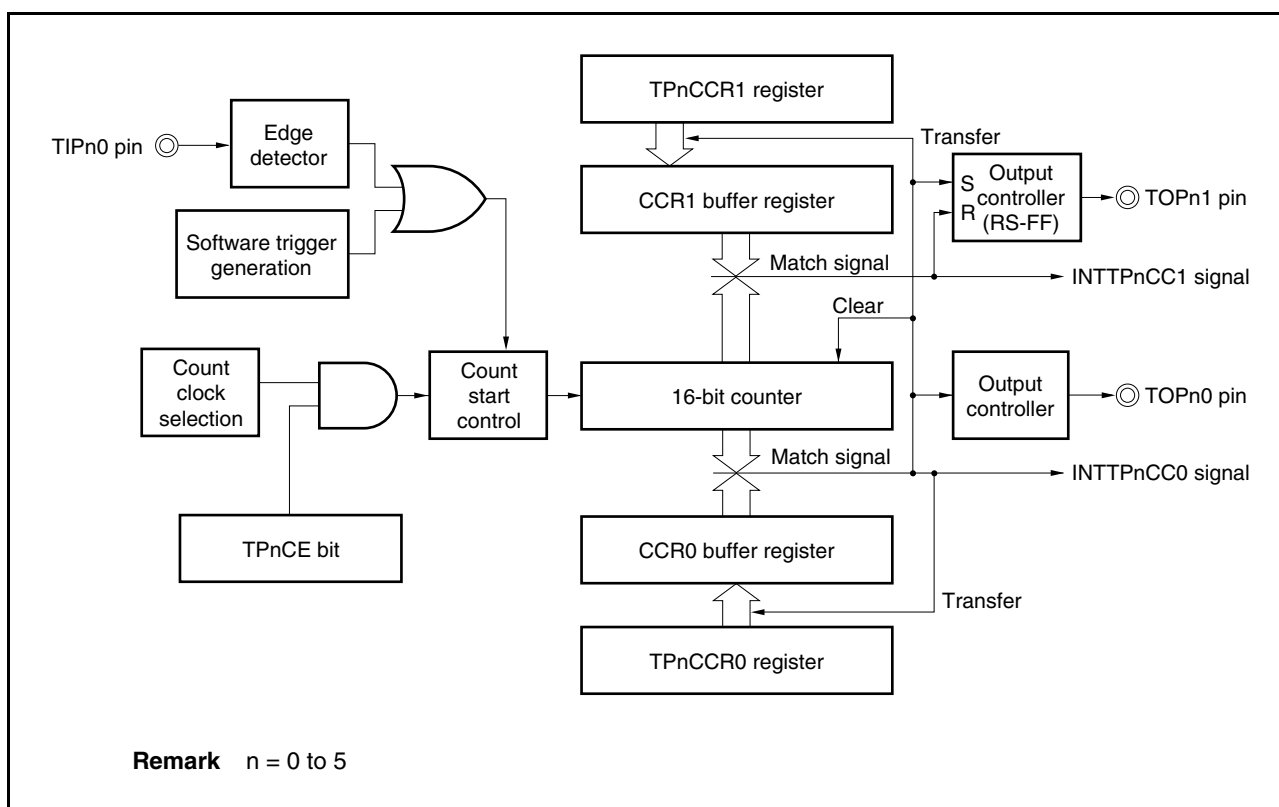 TPnCCR1 register
TIPn0 pin
Edge
detector
Transfer
CCR1 buffer register
S
R
Output
controller
(RS-FF)
TOPn1 pin
Software trigger
generation
Match signal
INTTPnCC1 signal
Clear
Count
clock
selection
Count
start
control
16-bit counter
Output
controller
TOPn0 pin
Match signal
INTTPnCC0 signal
TPnCE bit
CCR0 buffer register
Transfer
TPnCCR0 register
Remark n = 0 to 5